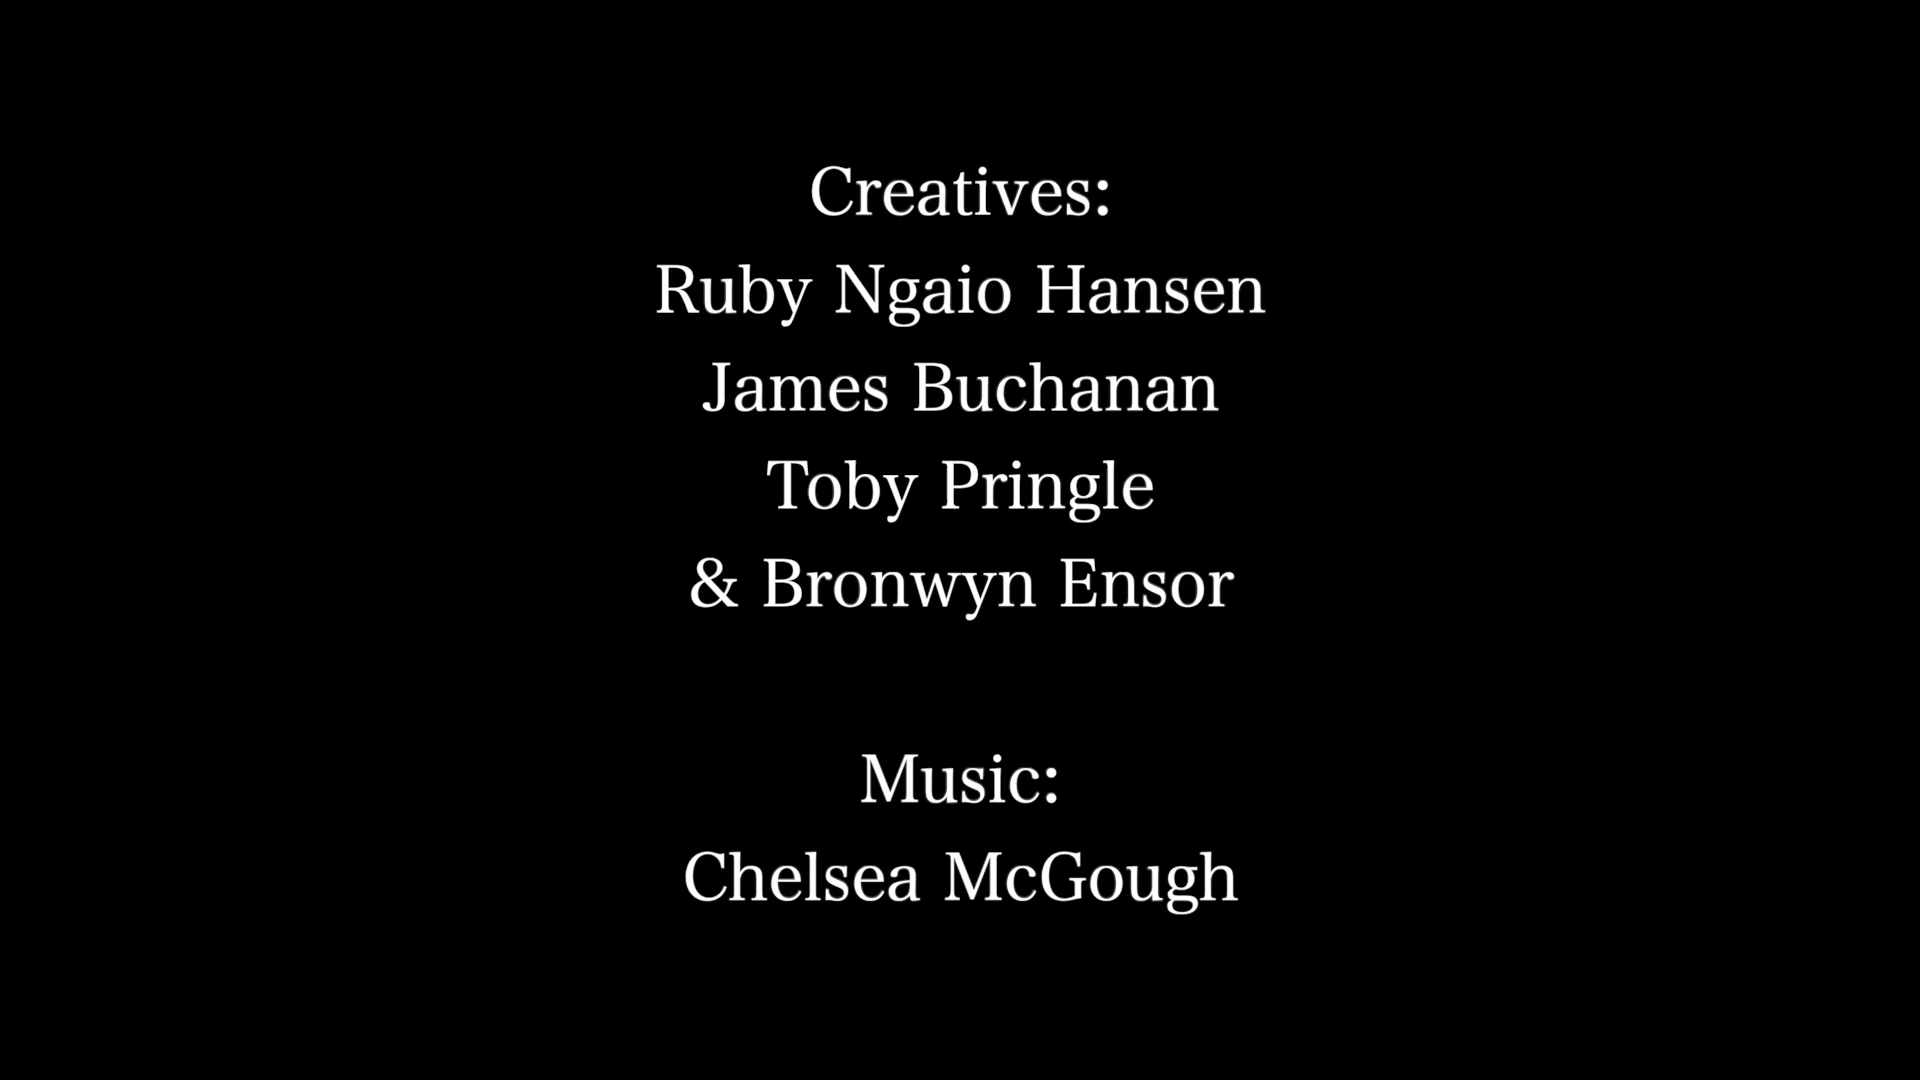 Creatives:
Ruby Ngaio Hansen
James Buchanan
Toby Pringle
& Bronwyn Ensor
Music:
Chelsea McGough